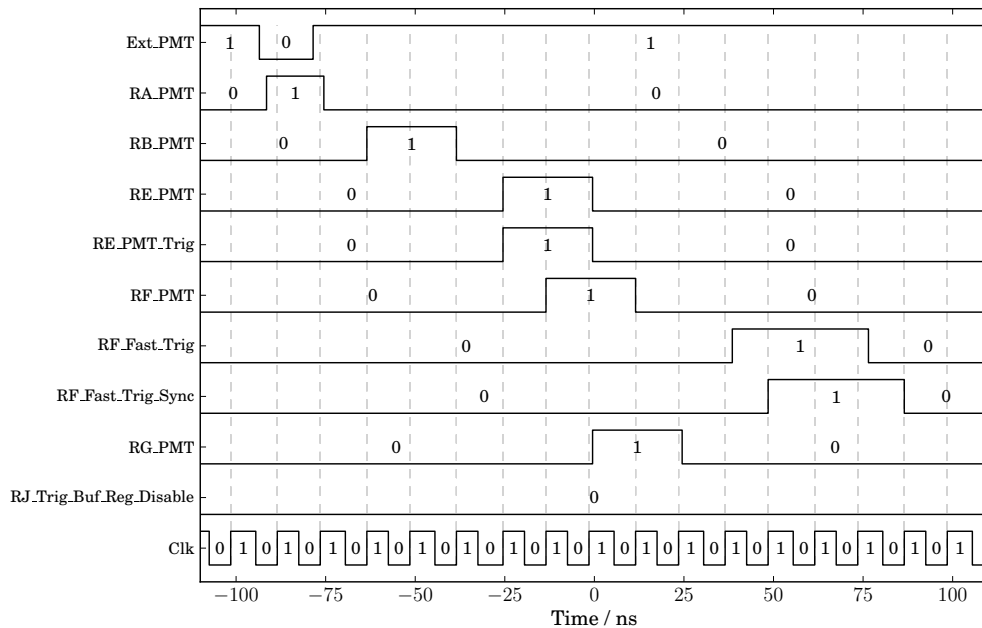 Ext_PMT 1 0 1
RA_PMT 0 1 0
RB_PMT 0 1 0
RE_PMT 0 1 0
RE_PMT_Trig 0 1 0
RF_PMT 0 1 0
RF_Fast_Trig 0 1 0
RF_Fast_Trig_Sync 0 1 0
RG_PMT 0 1 0
RJ_Trig_Buf_Reg_Disable 0
Clk 0 1 0 1 0 1 0 1 0 1 0 1 0 1 0 1 0 1 0 1 0 1 0 1 0 1 0 1 0 1 0 1 0 1
−100 −75 −50 −25 0 25 50 75 100
Time / ns